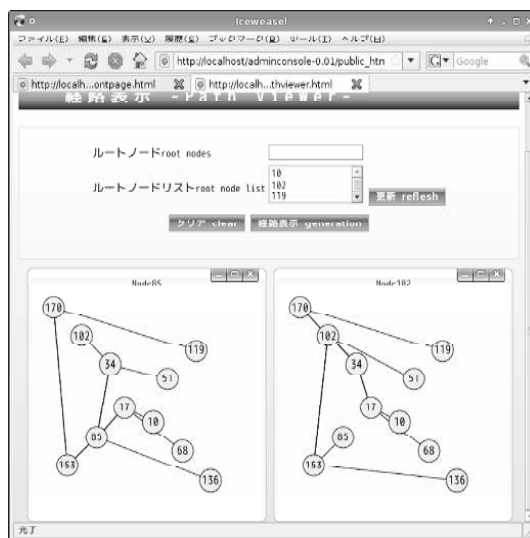 Iceweasel
ファイル(F) 編集(E) 表示(V) 履歴(S) ブックマーク(B) ツール(T) ヘルプ(H)
http://localhost/adminconsole-0.01/public_htm
Google
http://localh...ontpage.html
http://localh...thviewer.html
経路表示 -Path Viewer-
ルートノードroot nodes
ルートノードリストroot node list
10
102
119
更新 reflesh
クリア clear
経路表示 generation
Node85
170
102
119
34
51
17
10
85
68
153
136
Node102
170
102
119
34
51
17
10
85
68
153
136
完了